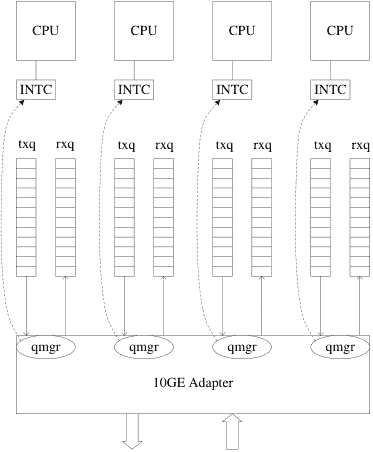 CPU CPU CPU CPU
INTC INTC INTC INTC
txq rxq txq rxq txq rxq txq rxq
qmgr qmgr qmgr qmgr
10GE Adapter